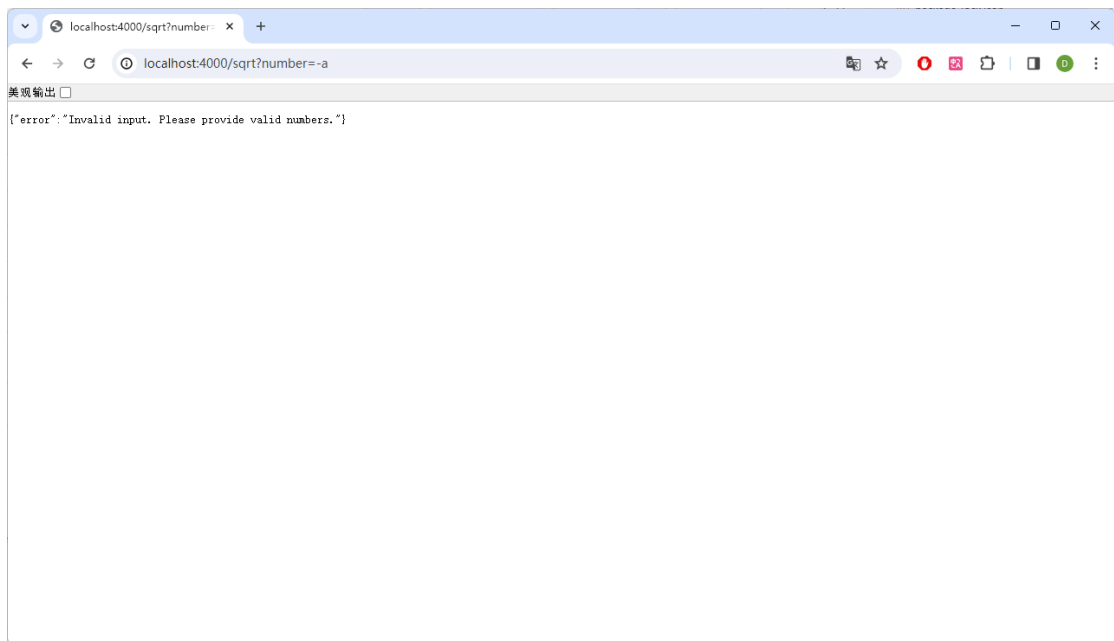 localhost:4000/sqrt?number=
localhost:4000/sqrt?number=-a
D
美观输出
{"error":"Invalid input. Please provide valid numbers."}